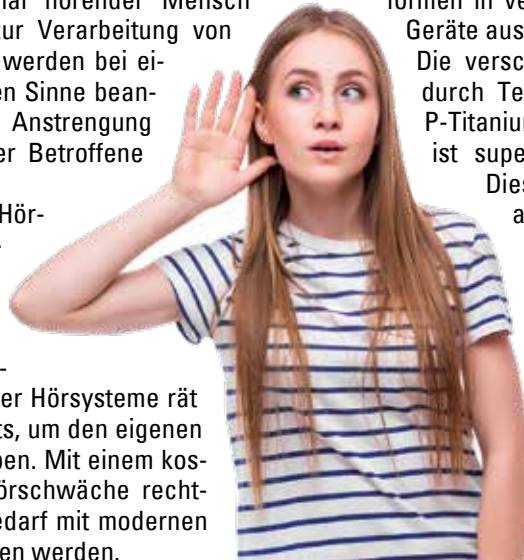 hörender Mensch
zur Verarbeitung von
werden bei ei-
en Sinne bean-
Anstrengung
er Betroffene
Hör-
-
-
er Hörsysteme rät
ts, um den eigenen
ben. Mit einem kos-
örschwäche recht-
edarf mit modernen
en werden.
formen in ve
Geräte aus
Die versc
durch Te
P-Titanium
ist supe
Dies
a